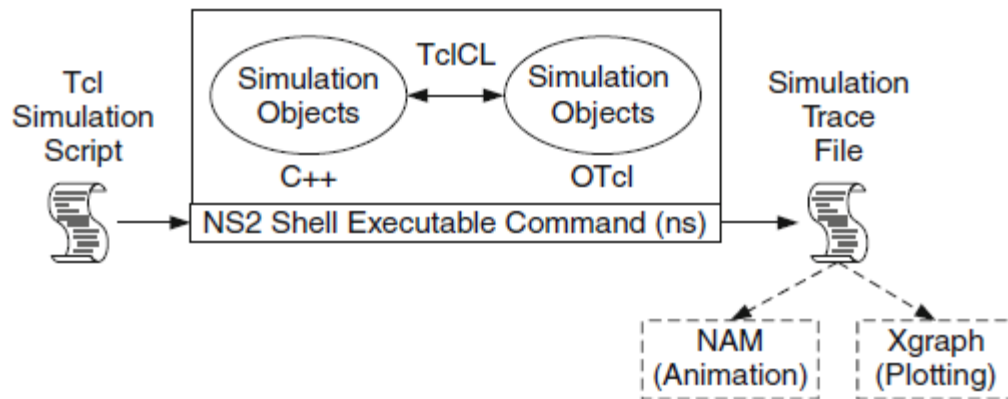 Tcl
Simulation
Script
TclCL
Simulation
Objects
Simulation
Objects
C++
OTcl
NS2 Shell Executable Command (ns)
Simulation
Trace
File
NAM
(Animation)
Xgraph
(Plotting)